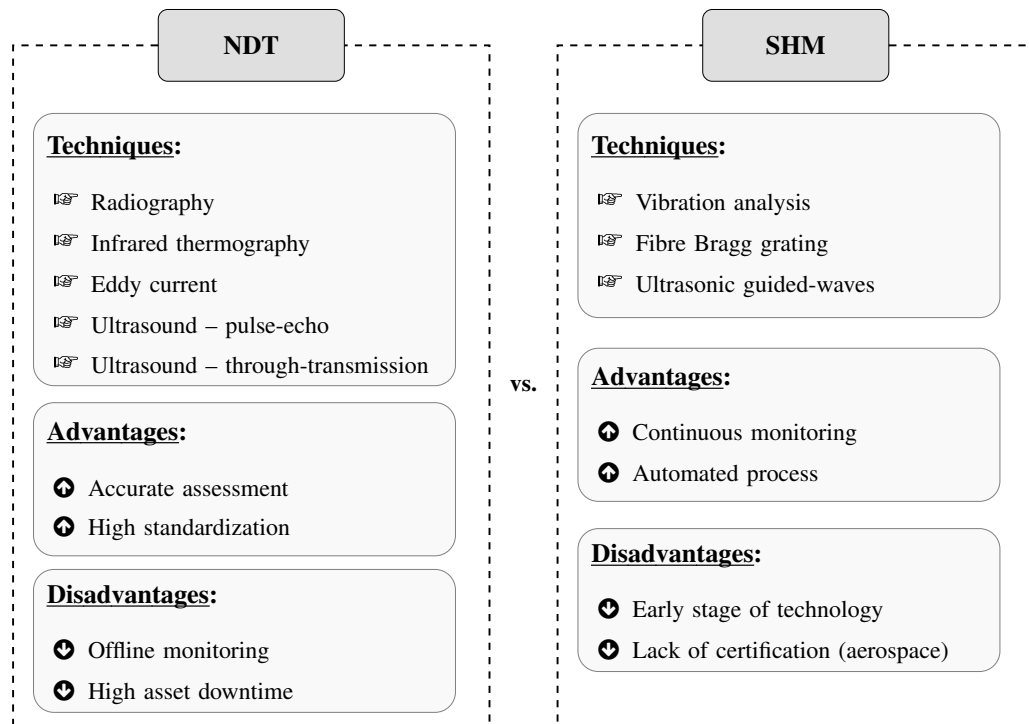 NDT
Techniques:
☞ Radiography
☞ Infrared thermography
☞ Eddy current
☞ Ultrasound – pulse-echo
☞ Ultrasound – through-transmission
Advantages:
Accurate assessment
High standardization
Disadvantages:
Offline monitoring
High asset downtime
vs.
SHM
Techniques:
☞ Vibration analysis
☞ Fibre Bragg grating
☞ Ultrasonic guided-waves
Advantages:
Continuous monitoring
Automated process
Disadvantages:
Early stage of technology
Lack of certification (aerospace)